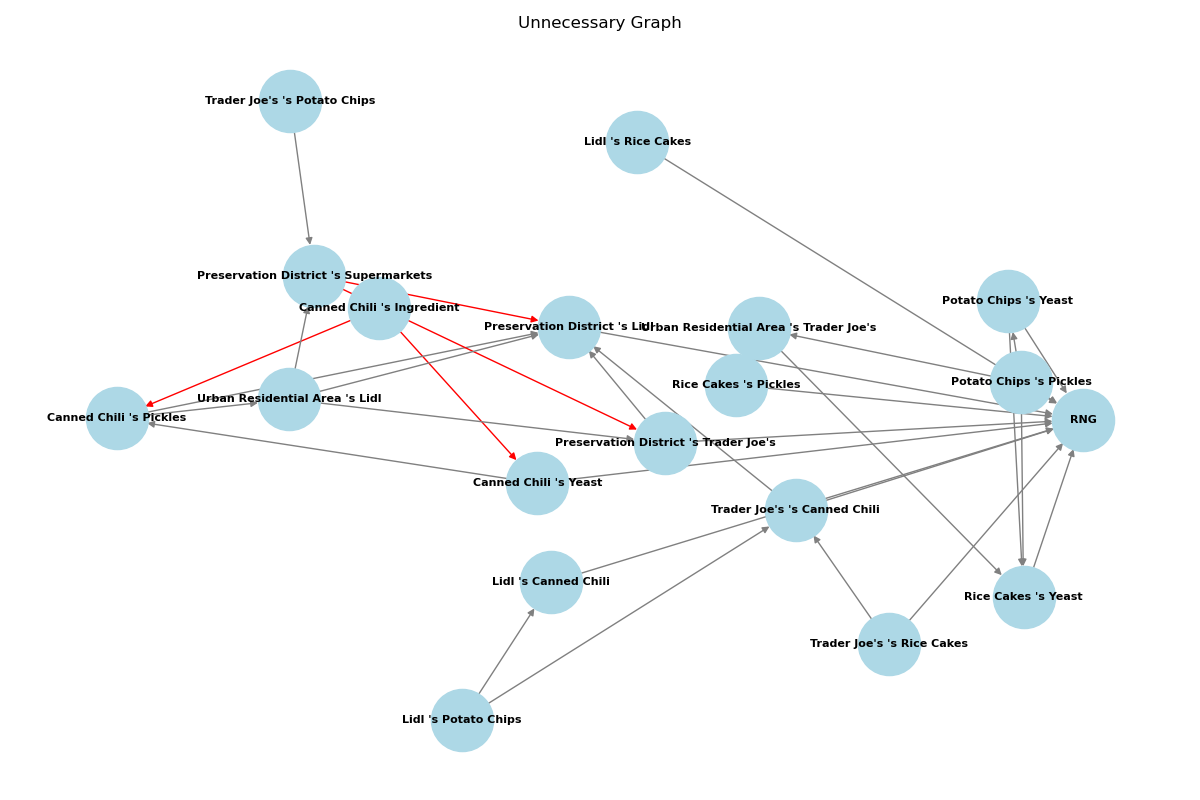 Unnecessary Graph
Trader Joe's 's Potato Chips
Lidl 's Rice Cakes
Preservation District 's Supermarkets
Canned Chili 's Ingredient
Potato Chips 's Yeast
Preservation District 's Lidl
Urban Residential Area 's Trader Joe's
Potato Chips 's Pickles
Rice Cakes 's Pickles
Urban Residential Area 's Lidl
Canned Chili 's Pickles
RNG
Preservation District 's Trader Joe's
Canned Chili 's Yeast
Trader Joe's 's Canned Chili
Lidl 's Canned Chili
Rice Cakes 's Yeast
Trader Joe's 's Rice Cakes
Lidl 's Potato Chips